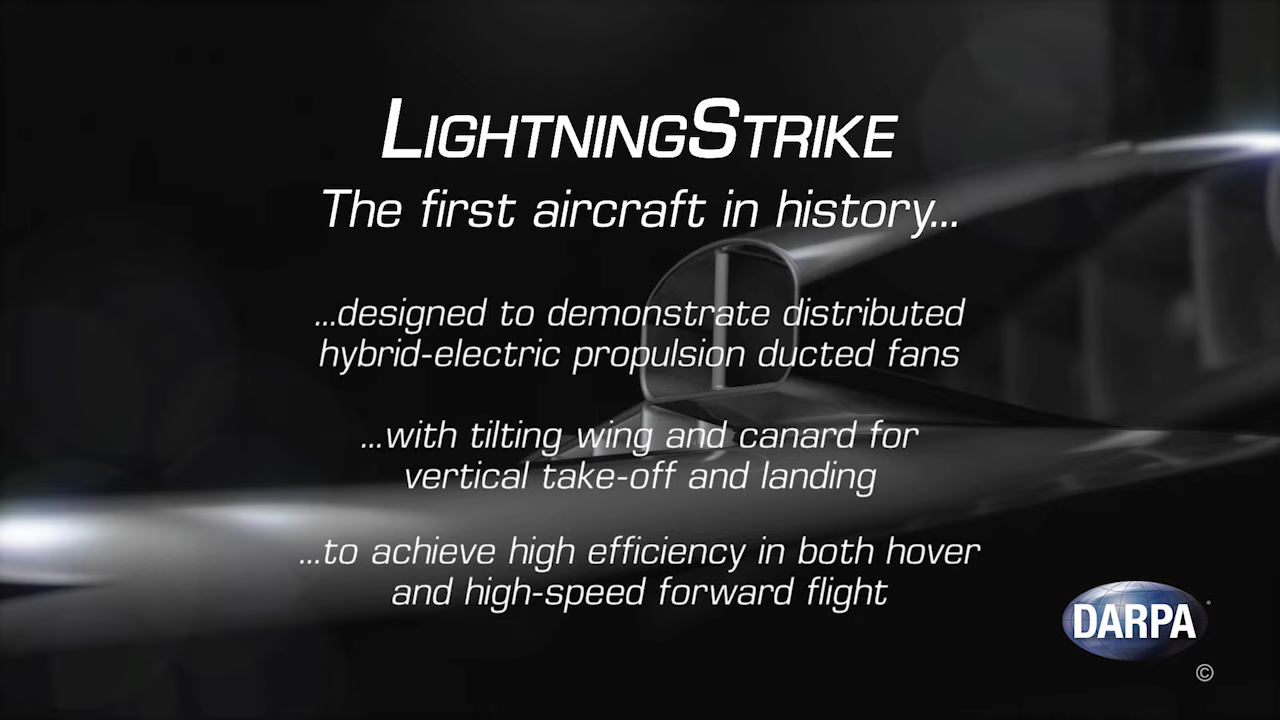 LIGHTNINGSTRIKE
The first aircraft in history...
...designed to demonstrate distributed
hybrid-electric propulsion ducted fans
...with tilting wing and canard for
vertical take-off and landing
...to achieve high efficiency in both hover
and high-speed forward flight
DARPA
©